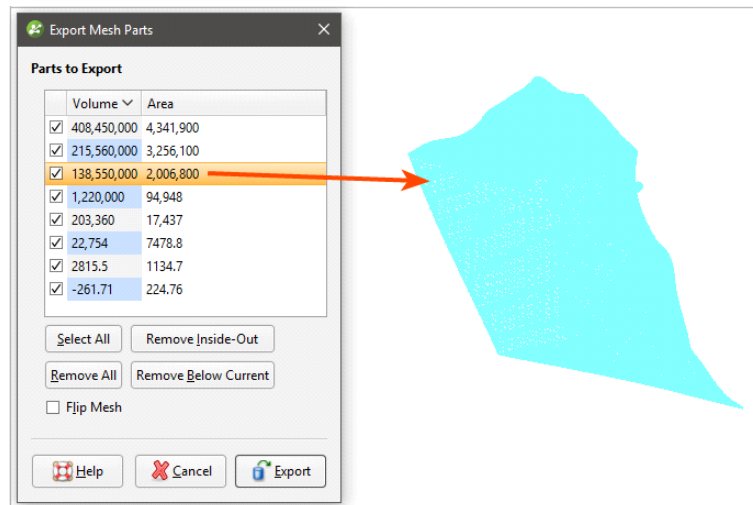 Export Mesh Parts
Parts to Export
Volume Area
408,450,000 4,341,900
215,560,000 3,256,100
138,550,000 2,006,800
1,220,000 94,948
203,360 17,437
22,754 7478.8
2815.5 1134.7
-261.71 224.76
Select All Remove Inside-Out
Remove All Remove Below Current
Flip Mesh
Help Cancel Export